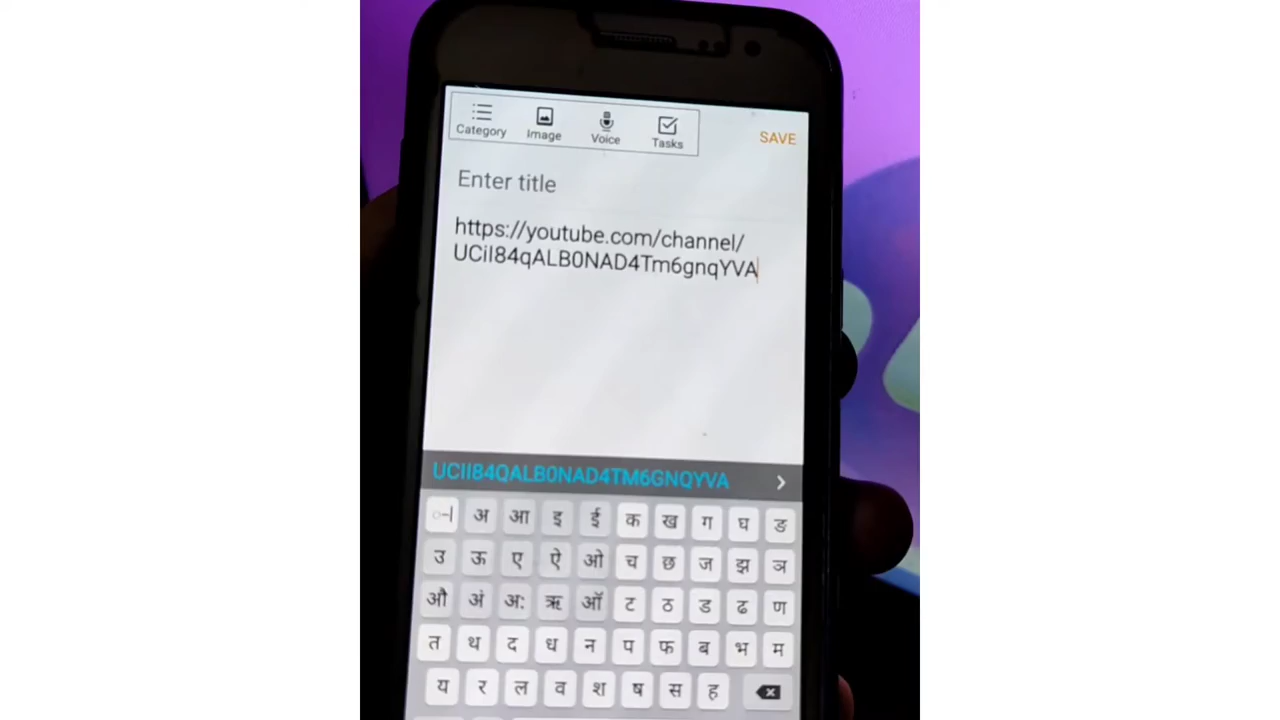 Category Image Voice Tasks
SAVE
Enter title
https://youtube.com/channel/
UCiI84qALB0NAD4Tm6gnqYVA
UCII84QALB0NAD4TM6GNQYVA
अ आ इ ई क ख ग घ ङ
उ ऊ ए ऐ ओ च छ ज झ ञ
औ अं अः ऋ ऑ ट ठ ड ढ ण
त थ द ध न प फ ब भ म
य र ल व श ष स ह